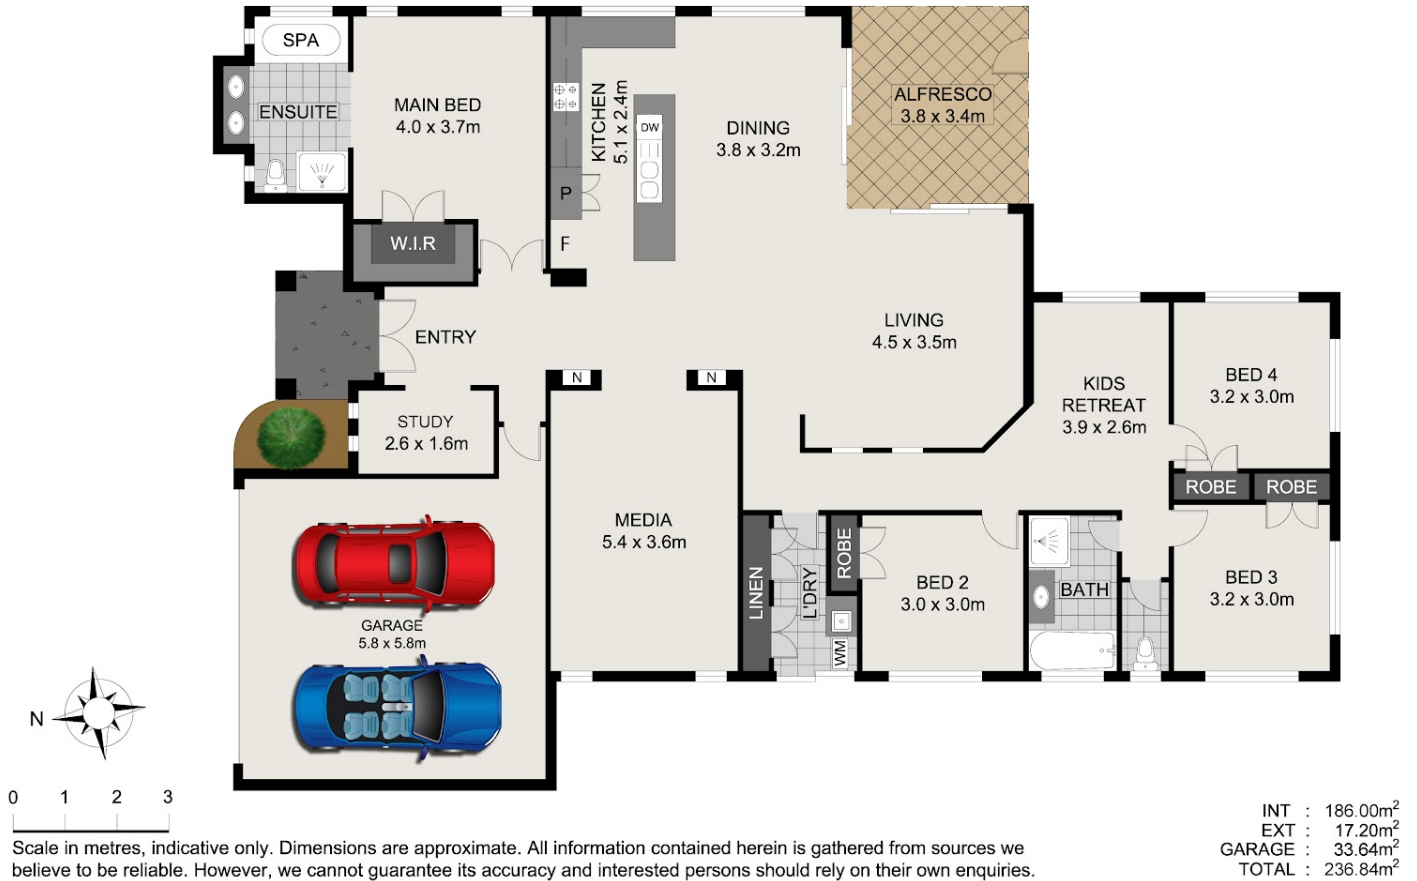 SPA
ENSUITE
MAIN BED
4.0 x 3.7m
W.I.R
KITCHEN
5.1 x 2.4m
DW
P
F
DINING
3.8 x 3.2m
ALFRESCO
3.8 x 3.4m
ENTRY
LIVING
4.5 x 3.5m
N
N
STUDY
2.6 x 1.6m
KIDS
RETREAT
3.9 x 2.6m
BED 4
3.2 x 3.0m
ROBE
ROBE
MEDIA
5.4 x 3.6m
LINEN
L'DRY
ROBE
WM
BED 2
3.0 x 3.0m
BATH
BED 3
3.2 x 3.0m
GARAGE
5.8 x 5.8m
N
0 1 2 3
Scale in metres, indicative only. Dimensions are approximate. All information contained herein is gathered from sources we
believe to be reliable. However, we cannot guarantee its accuracy and interested persons should rely on their own enquiries.
INT : 186.00m²
EXT : 17.20m²
GARAGE : 33.64m²
TOTAL : 236.84m²